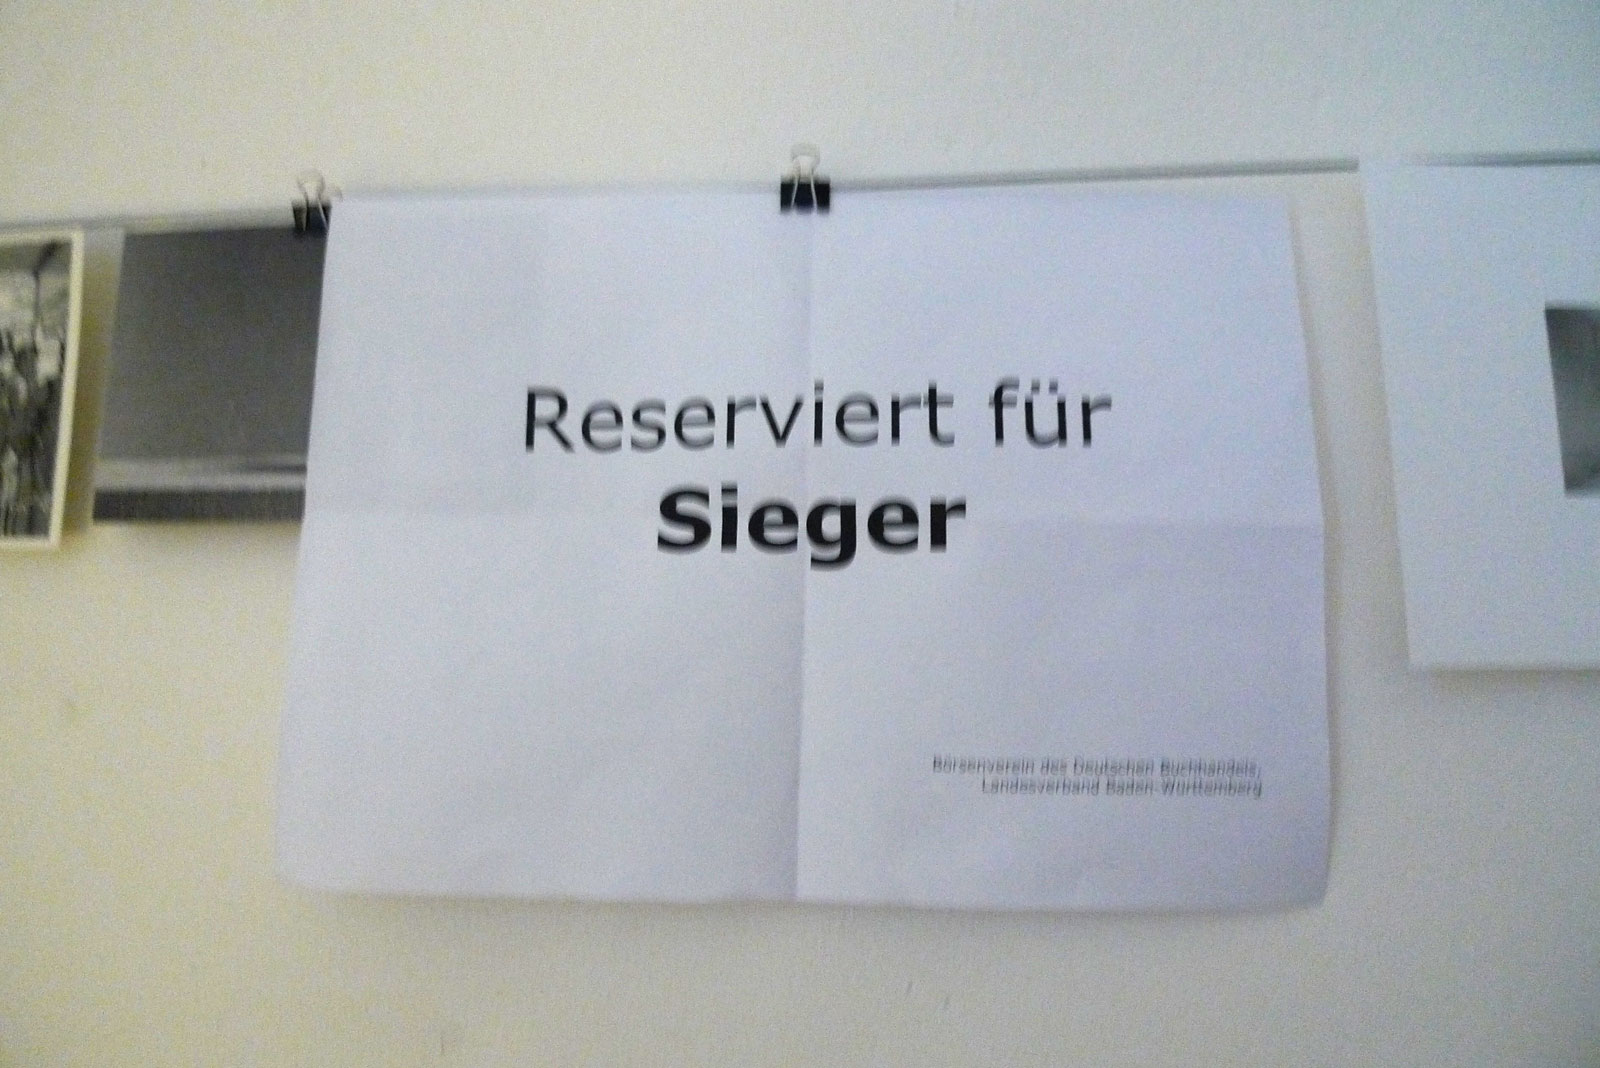 Reserviert für
Sieger
Börsenverein des Deutschen Buchhandels,
Landesverband Baden-Württemberg